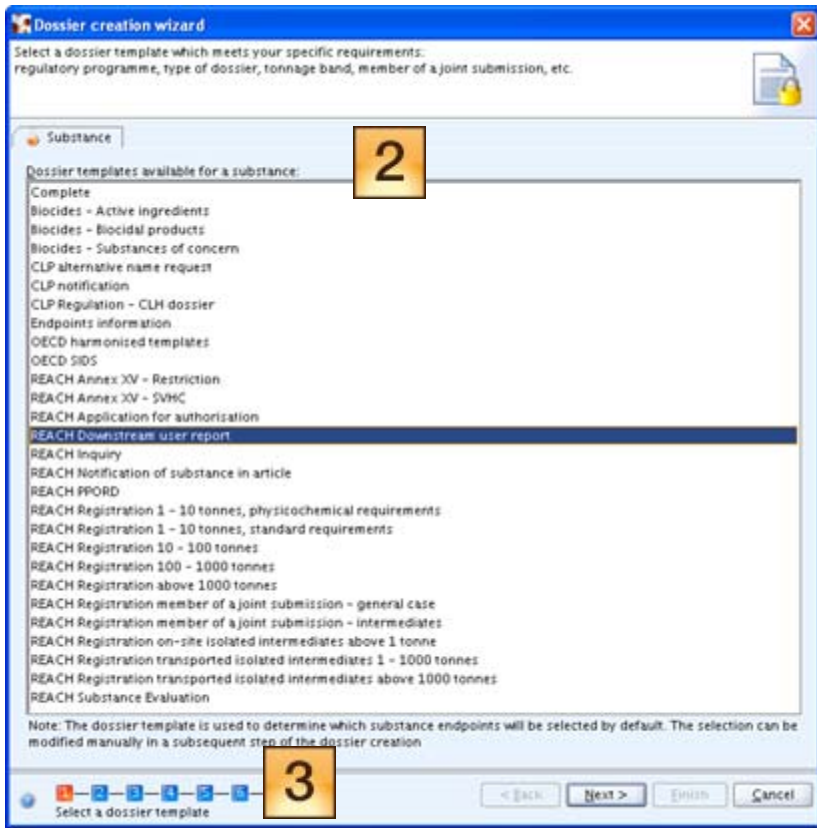 Dossier creation wizard
Select a dossier template which meets your specific requirements:
regulatory programme, type of dossier, tonnage band, member of a joint submission, etc.
Substance
2
Dossier templates available for a substance:
Complete
Biocides - Active ingredients
Biocides - Biocidal products
Biocides - Substances of concern
CLP alternative name request
CLP notification
CLP Regulation - CLH dossier
Endpoints information
OECD harmonised templates
OECD SIDS
REACH Annex XV - Restriction
REACH Annex XV - SVHC
REACH Application for authorisation
REACH Downstream user report
REACH Inquiry
REACH Notification of substance in article
REACH PPORD
REACH Registration 1 - 10 tonnes, physicochemical requirements
REACH Registration 1 - 10 tonnes, standard requirements
REACH Registration 10 - 100 tonnes
REACH Registration 100 - 1000 tonnes
REACH Registration above 1000 tonnes
REACH Registration member of a joint submission - general case
REACH Registration member of a joint submission - intermediates
REACH Registration on-site isolated intermediates above 1 tonne
REACH Registration transported isolated intermediates 1 - 1000 tonnes
REACH Registration transported isolated intermediates above 1000 tonnes
REACH Substance Evaluation
Note: The dossier template is used to determine which substance endpoints will be selected by default. The selection can be
modified manually in a subsequent step of the dossier creation
1 2 3 4 5 6 3 < Back Next > Finish Cancel
Select a dossier template